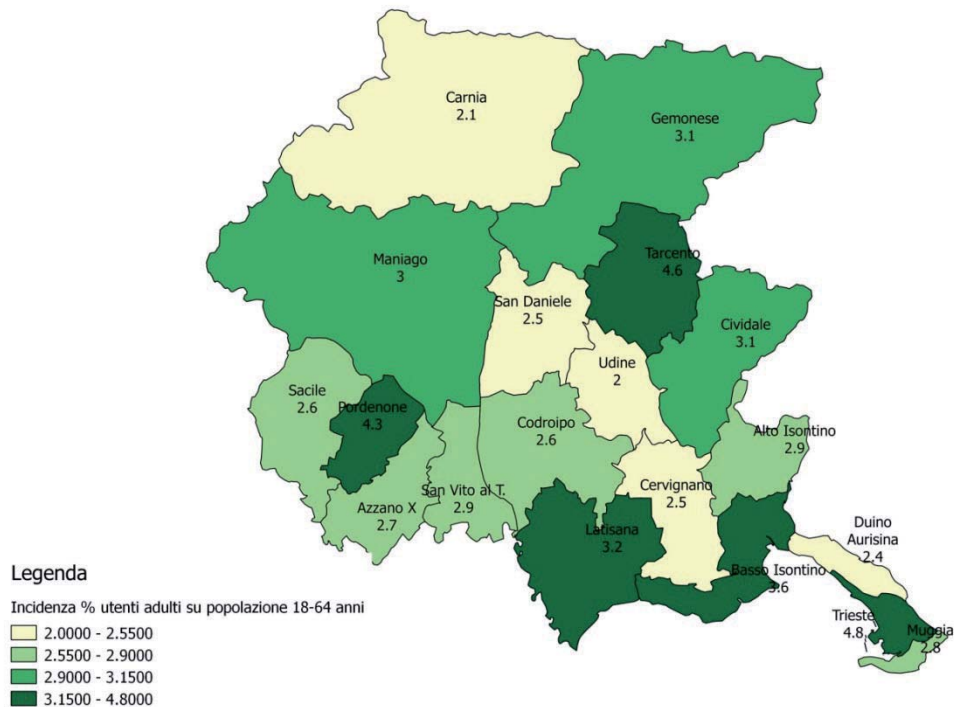 Carnia
2.1
Gemonese
3.1
Tarcento
4.6
Maniago
3
San Daniele
2.5
Cividale
3.1
Udine
2
Sacile
2.6
Pordenone
4.3
Codroipo
2.6
Alto Isontino
2.9
Azzano X
2.7
San Vito al T.
2.9
Cervignano
2.5
Latisana
3.2
Duino
Aurisina
2.4
Basso Isontino
3.6
Trieste
4.8
Muggia
2.8
Legenda
Incidenza % utenti adulti su popolazione 18-64 anni
2.0000 - 2.5500
2.5500 - 2.9000
2.9000 - 3.1500
3.1500 - 4.8000